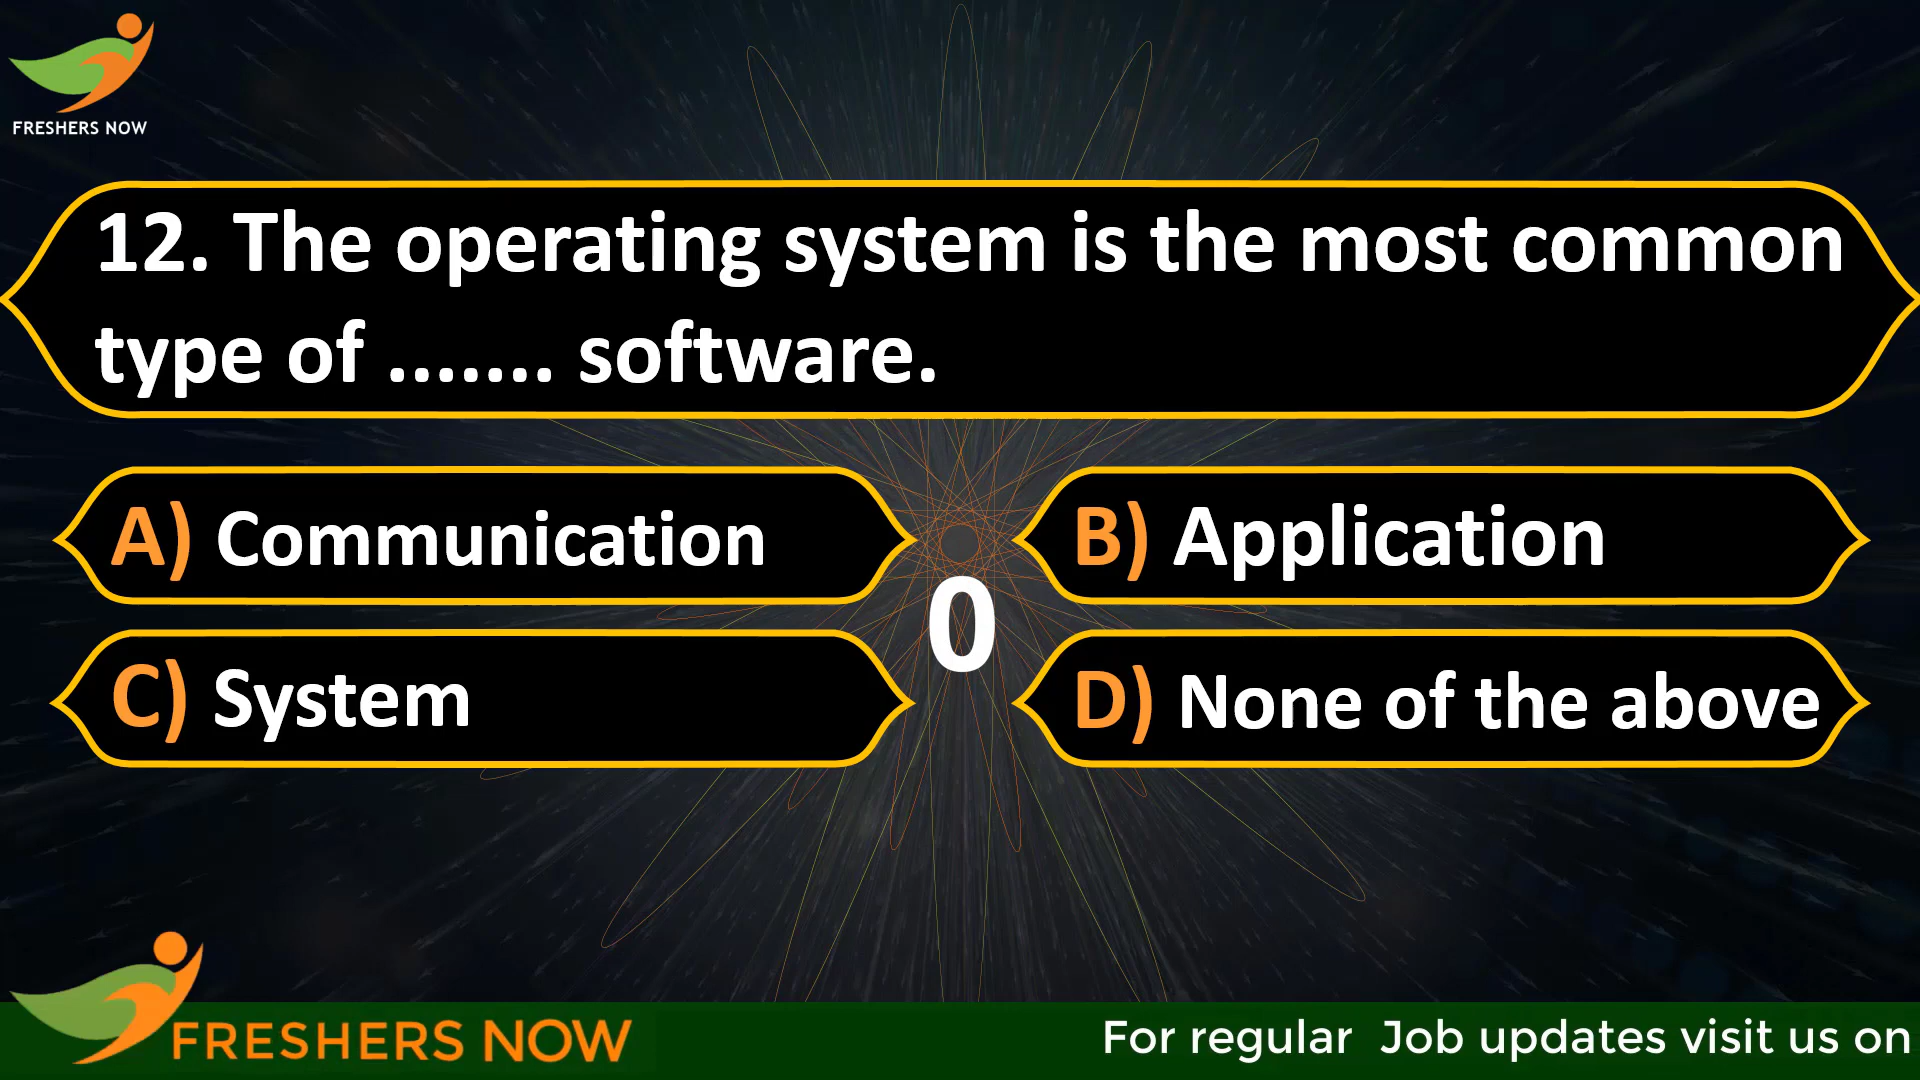 FRESHERS NOW
12. The operating system is the most common
type of ....... software.
A) Communication
B) Application
0
C) System
D) None of the above
FRESHERS NOW
For regular Job updates visit us on